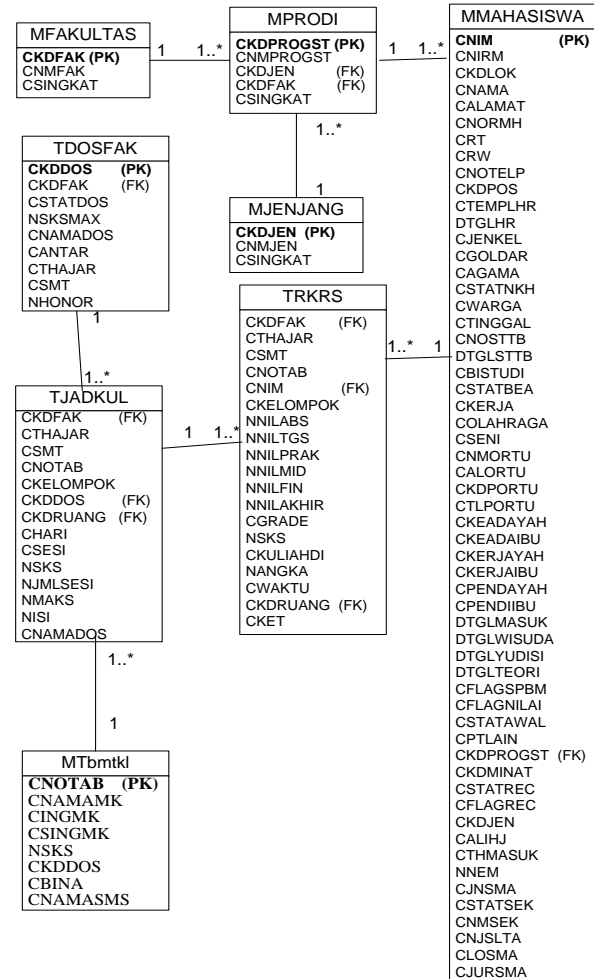 MFAKULTAS
CKDFAK (PK)
CNMFAK
CSINGKAT
1 1..*
MPRODI
CKDPROGST (PK)
CNMPROGST
CKDJEN (FK)
CKDFAK (FK)
CSINGKAT
1 1..*
1..*
1
MJENJANG
CKDJEN (PK)
CNMJEN
CSINGKAT
TDOSFAK
CKDDOS (PK)
CKDFAK (FK)
CSTATDOS
NSKSMAX
CNAMADOS
CANTAR
CTHAJAR
CSMT
NHONOR
1
1..*
TJADKUL
CKDFAK (FK)
CTHAJAR
CSMT
CNOTAB
CKELOMPOK
CKDDOS (FK)
CKDRUANG (FK)
CHARI
CSESI
NSKS
NJMLSESI
NMAKS
NISI
CNAMADOS
1 1..*
1..*
1
MTbmtkl
CNOTAB (PK)
CNAMAMK
CINGMK
CSINGMK
NSKS
CKDDOS
CBINA
CNAMASMS
TRKRS
CKDFAK (FK)
CTHAJAR
CSMT
CNOTAB
CNIM (FK)
CKELOMPOK
NNILABS
NNILTGS
NNILPRAK
NNILMID
NNILFIN
NNILAKHIR
CGRADE
NSKS
CKULIAHDI
NANGKA
CWAKTU
CKDRUANG (FK)
CKET
1..* 1
MMAHASISWA
CNIM (PK)
CNIRM
CKDLOK
CNAMA
CALAMAT
CNORMH
CRT
CRW
CNOTELP
CKDPOS
CTEMPLHR
DTGLHR
CJENKEL
CGOLDAR
CAGAMA
CSTATNKH
CWARGA
CTINGGAL
CNOSTTB
DTGLSTTB
CBISTUDI
CSTATBEA
CKERJA
COLAHRAGA
CSENI
CNMORTU
CALORTU
CKDPORTU
CTLPORTU
CKEADAYAH
CKEADAIBU
CKERJAYAH
CKERJAIBU
CPENDAYAH
CPENDIIBU
DTGLMASUK
DTGLWISUDA
DTGLYUDISI
DTGLTEORI
CFLAGSPBM
CFLAGNILAI
CSTATAWAL
CPTLAIN
CKDPROGST (FK)
CKDMINAT
CSTATREC
CFLAGREC
CKDJEN
CALIHJ
CTHMASUK
NNEM
CJNSMA
CSTATSEK
CNMSEK
CNJSLTA
CLOSMA
CJURSMA